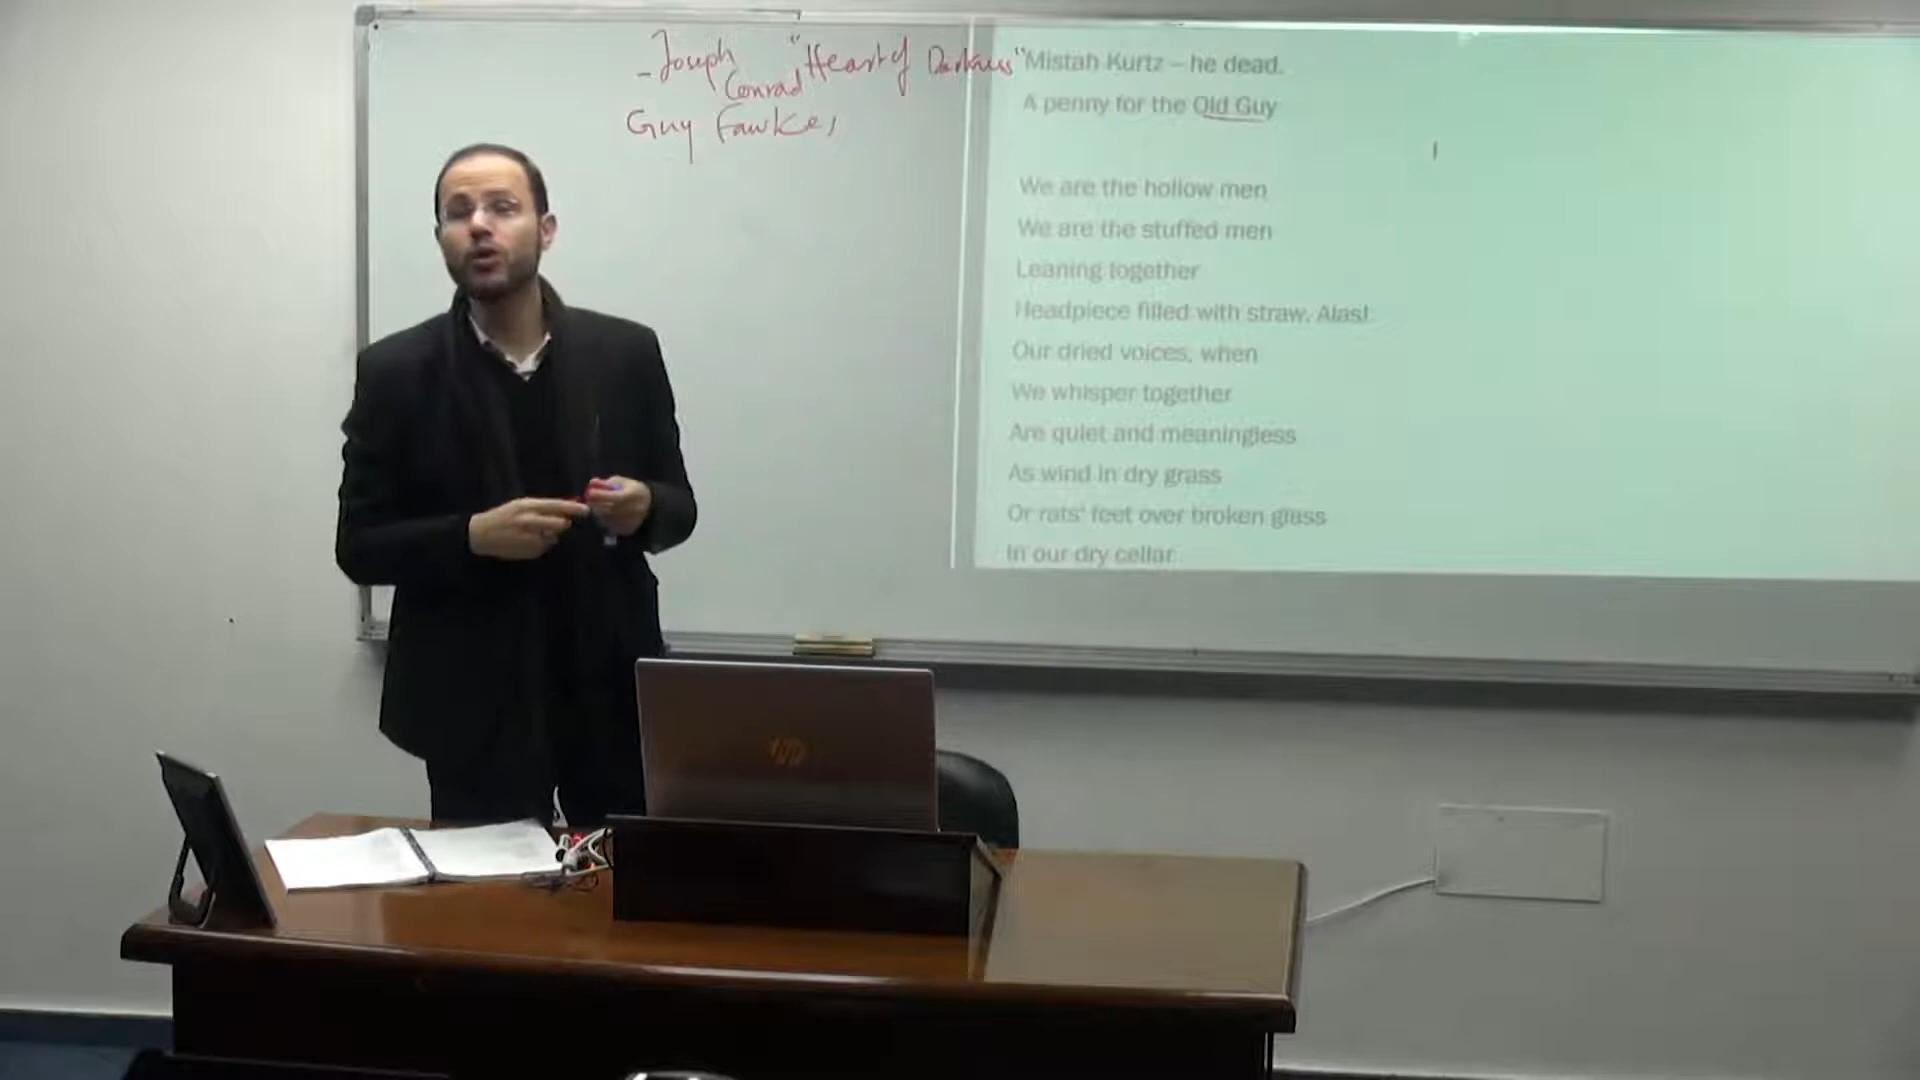 - Joseph Conrad "Heart of Darkness"
Guy Fawkes
Mistah Kurtz – he dead.
A penny for the Old Guy
I
We are the hollow men
We are the stuffed men
Leaning together
Headpiece filled with straw. Alas!
Our dried voices, when
We whisper together
Are quiet and meaningless
As wind in dry grass
Or rats' feet over broken glass
In our dry cellar
hp